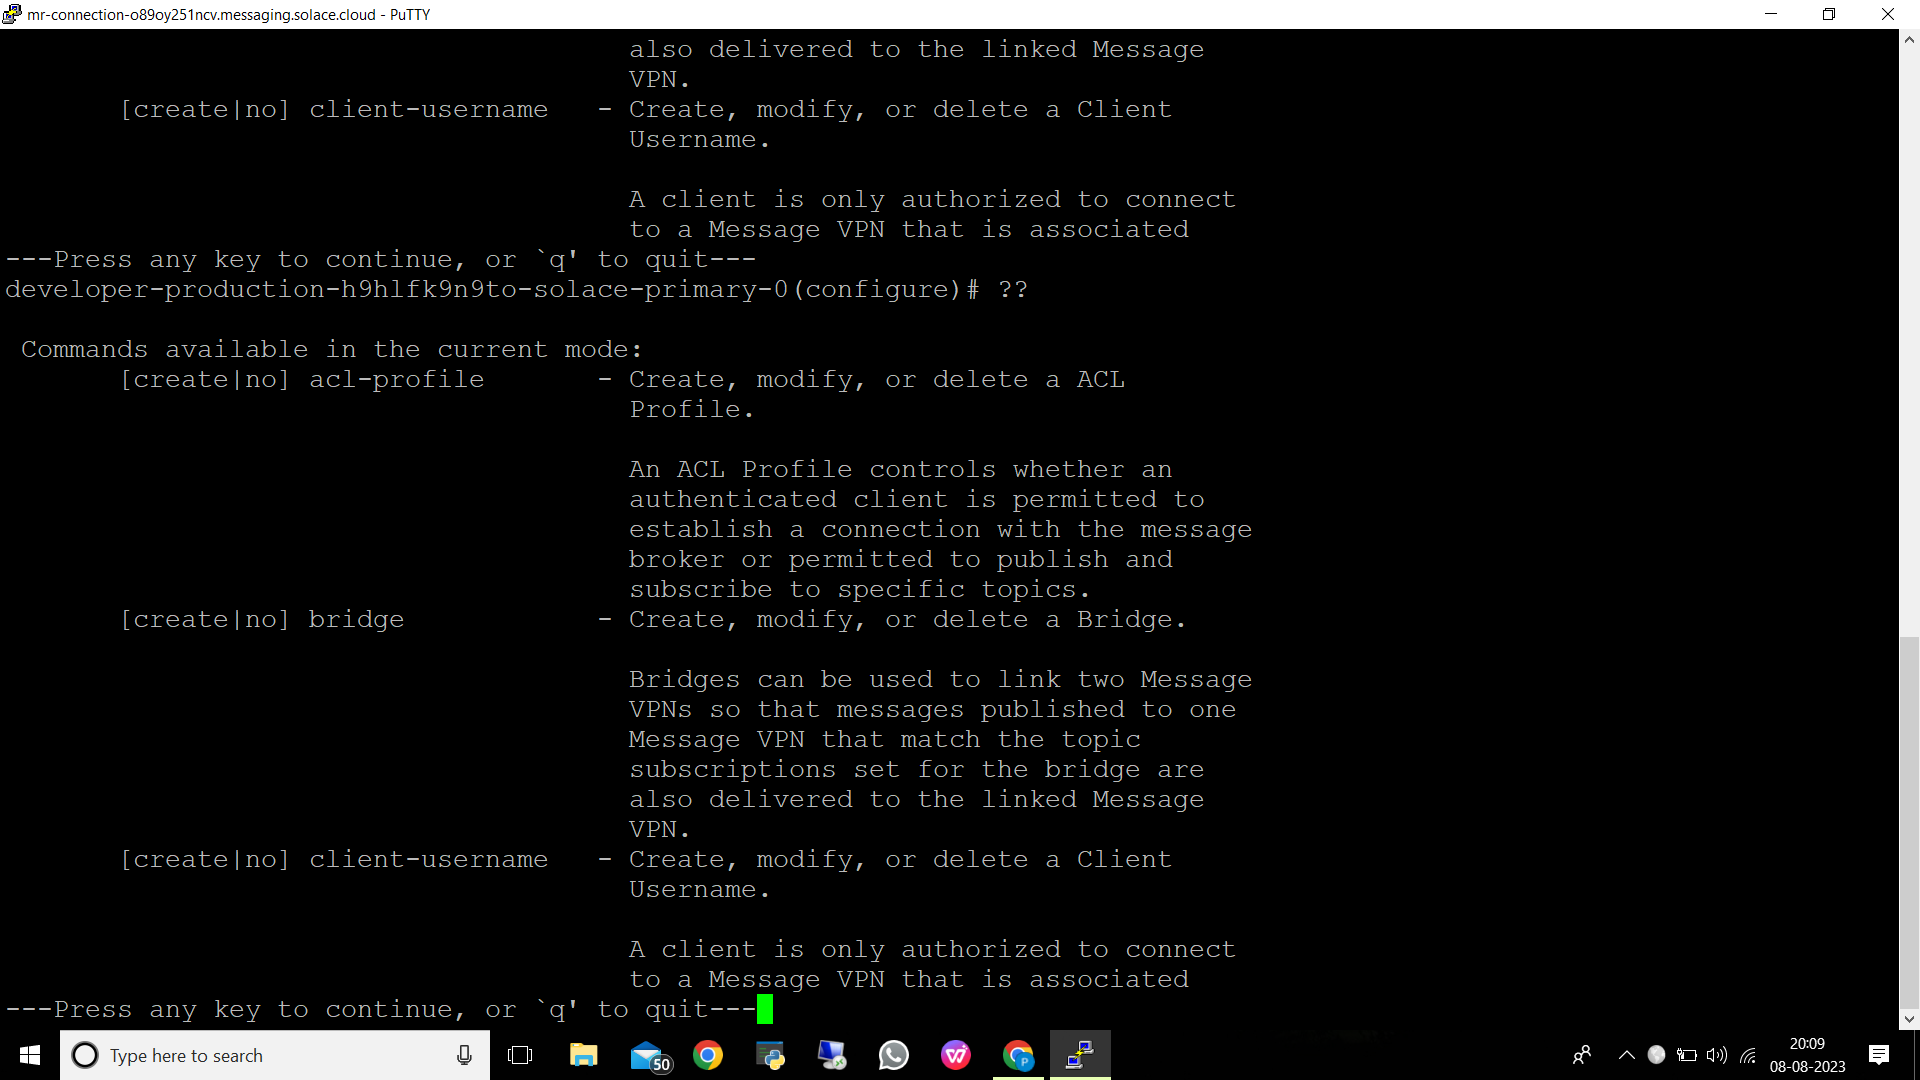 mr-connection-o89oy251ncv.messaging.solace.cloud - PuTTY
also delivered to the linked Message
VPN.
[create|no] client-username - Create, modify, or delete a Client
Username.
A client is only authorized to connect
to a Message VPN that is associated
---Press any key to continue, or `q' to quit---
developer-production-h9hlfk9n9to-solace-primary-0(configure)# ??
Commands available in the current mode:
[create|no] acl-profile - Create, modify, or delete a ACL
Profile.
An ACL Profile controls whether an
authenticated client is permitted to
establish a connection with the message
broker or permitted to publish and
subscribe to specific topics.
[create|no] bridge - Create, modify, or delete a Bridge.
Bridges can be used to link two Message
VPNs so that messages published to one
Message VPN that match the topic
subscriptions set for the bridge are
also delivered to the linked Message
VPN.
[create|no] client-username - Create, modify, or delete a Client
Username.
A client is only authorized to connect
to a Message VPN that is associated
---Press any key to continue, or `q' to quit---
Type here to search
50
P
20:09
08-08-2023